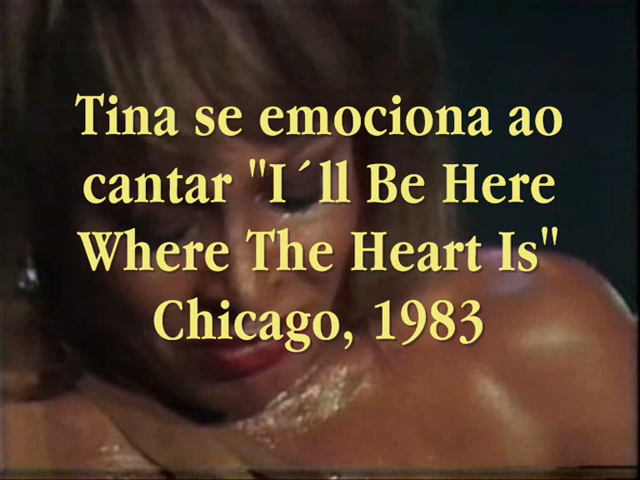 Tina se emociona ao
cantar "I´ll Be Here
Where The Heart Is"
Chicago, 1983